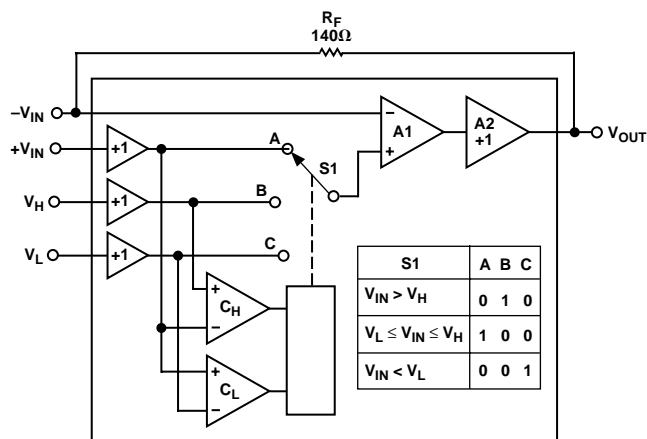 R_F
140Ω
–V_IN
+V_IN
V_H
V_L
+1
+1
+1
A
B
C
S1
–
+
A1
A2
+1
V_OUT
+
–
C_H
+
–
C_L
S1 A B C
V_IN > V_H 0 1 0
V_L ≤ V_IN ≤ V_H 1 0 0
V_IN < V_L 0 0 1